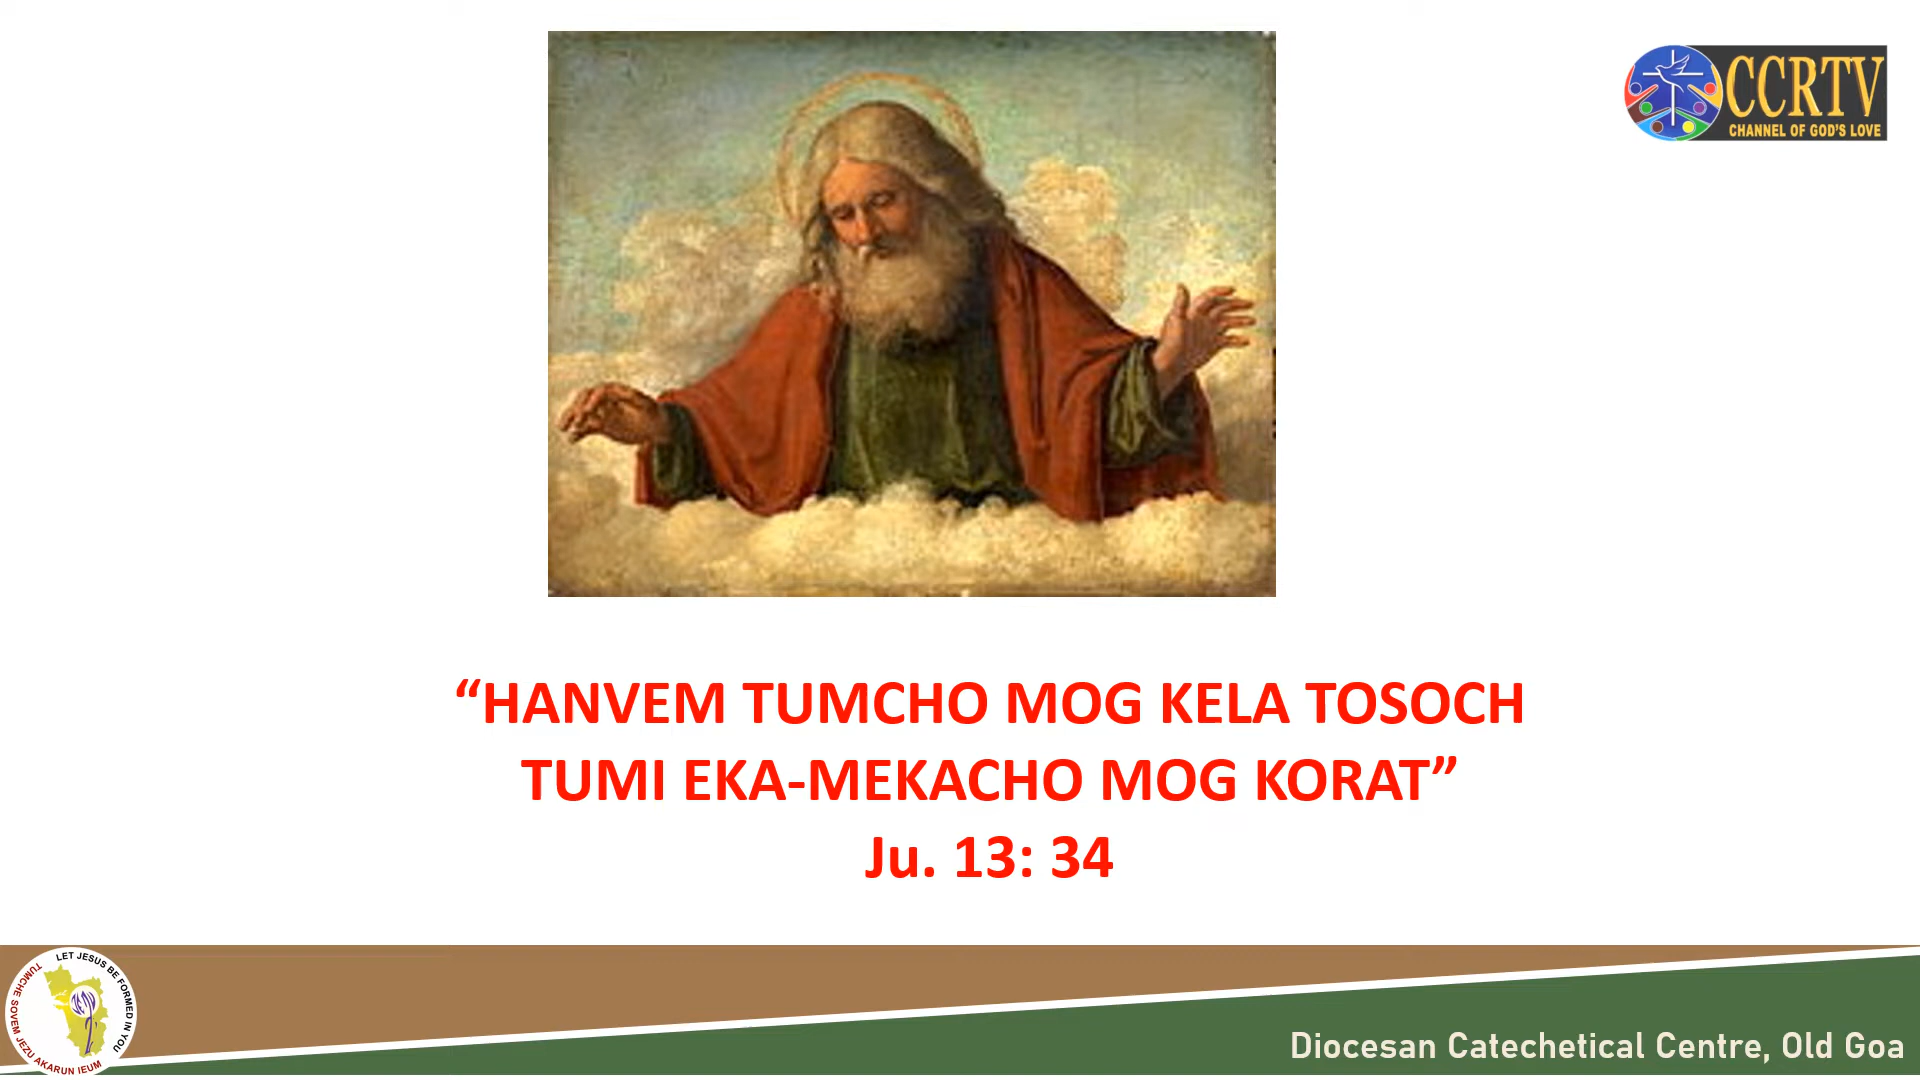 CCRTV
CHANNEL OF GOD'S LOVE
“HANVEM TUMCHO MOG KELA TOSOCH
TUMI EKA-MEKACHO MOG KORAT”
Ju. 13: 34
LET JESUS BE FORMED IN YOU
TUMCHE SOVEM JEZU AKARUN IEUM
Diocesan Catechetical Centre, Old Goa